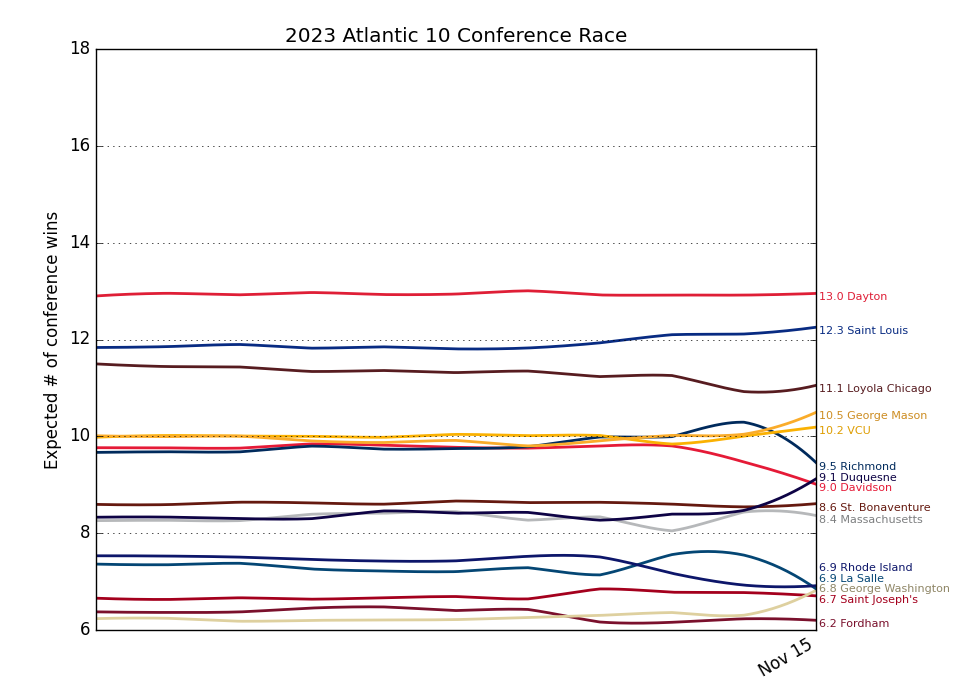 2023 Atlantic 10 Conference Race
Expected # of conference wins
18
16
14
12
10
8
6
13.0 Dayton
12.3 Saint Louis
11.1 Loyola Chicago
10.5 George Mason
10.2 VCU
9.5 Richmond
9.1 Duquesne
9.0 Davidson
8.6 St. Bonaventure
8.4 Massachusetts
6.9 Rhode Island
6.9 La Salle
6.8 George Washington
6.7 Saint Joseph's
6.2 Fordham
Nov 15